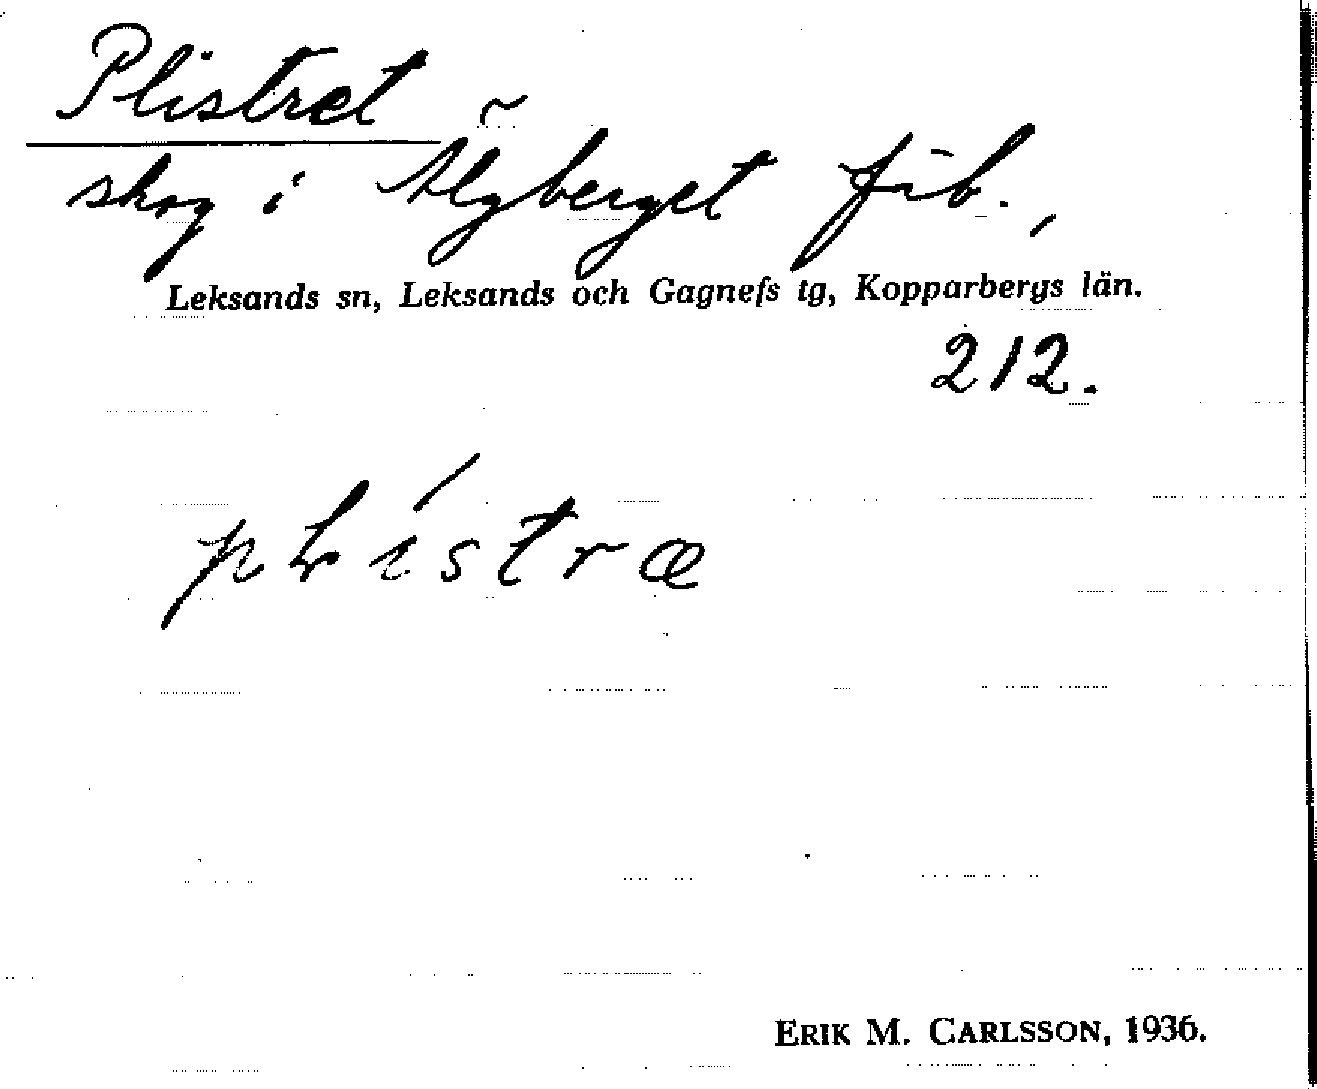 Plistret
skog i Älgberget fäb.,
Leksands sn, Leksands och Gagnefs tg, Kopparbergs län.
212.
plístræ
ERIK M. CARLSSON, 1936.